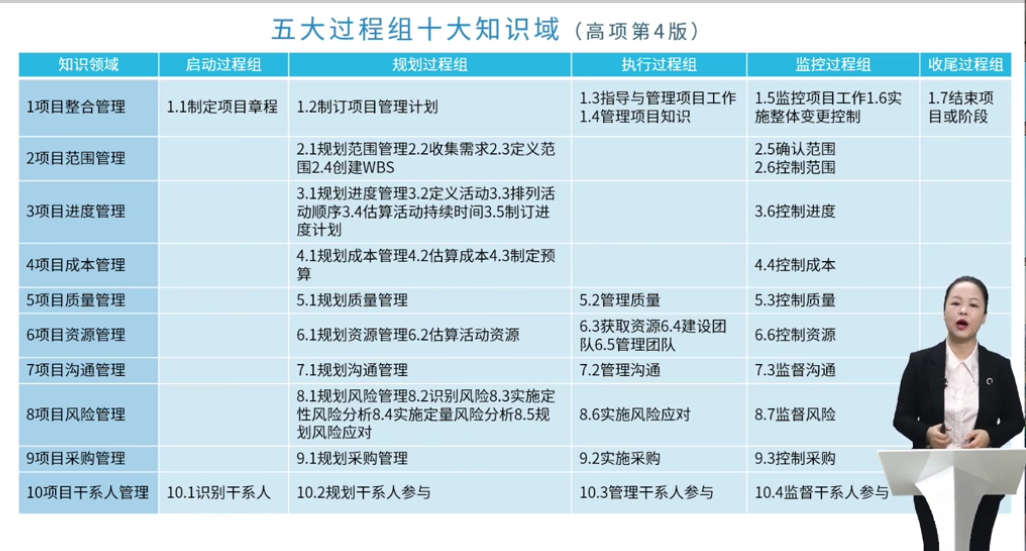 五大过程组十大知识域（高项第4版）
知识领域 启动过程组 规划过程组 执行过程组 监控过程组 收尾过程组
1项目整合管理 1.1制定项目章程 1.2制订项目管理计划
1.3指导与管理项目工作
1.4管理项目知识
1.5监控项目工作1.6实
施整体变更控制
1.7结束项
目或阶段
2项目范围管理
2.1规划范围管理2.2收集需求2.3定义范
围2.4创建WBS
2.5确认范围
2.6控制范围
3项目进度管理
3.1规划进度管理3.2定义活动3.3排列活
动顺序3.4估算活动持续时间3.5制订进
度计划
3.6控制进度
4项目成本管理
4.1规划成本管理4.2估算成本4.3制定预
算
4.4控制成本
5项目质量管理 5.1规划质量管理 5.2管理质量 5.3控制质量
6项目资源管理 6.1规划资源管理6.2估算活动资源
6.3获取资源6.4建设团
队6.5管理团队
6.6控制资源
7项目沟通管理 7.1规划沟通管理 7.2管理沟通 7.3监督沟通
8项目风险管理
8.1规划风险管理8.2识别风险8.3实施定
性风险分析8.4实施定量风险分析8.5规
划风险应对
8.6实施风险应对 8.7监督风险
9项目采购管理 9.1规划采购管理 9.2实施采购 9.3控制采购
10项目干系人管理 10.1识别干系人 10.2规划干系人参与 10.3管理干系人参与 10.4监督干系人参与